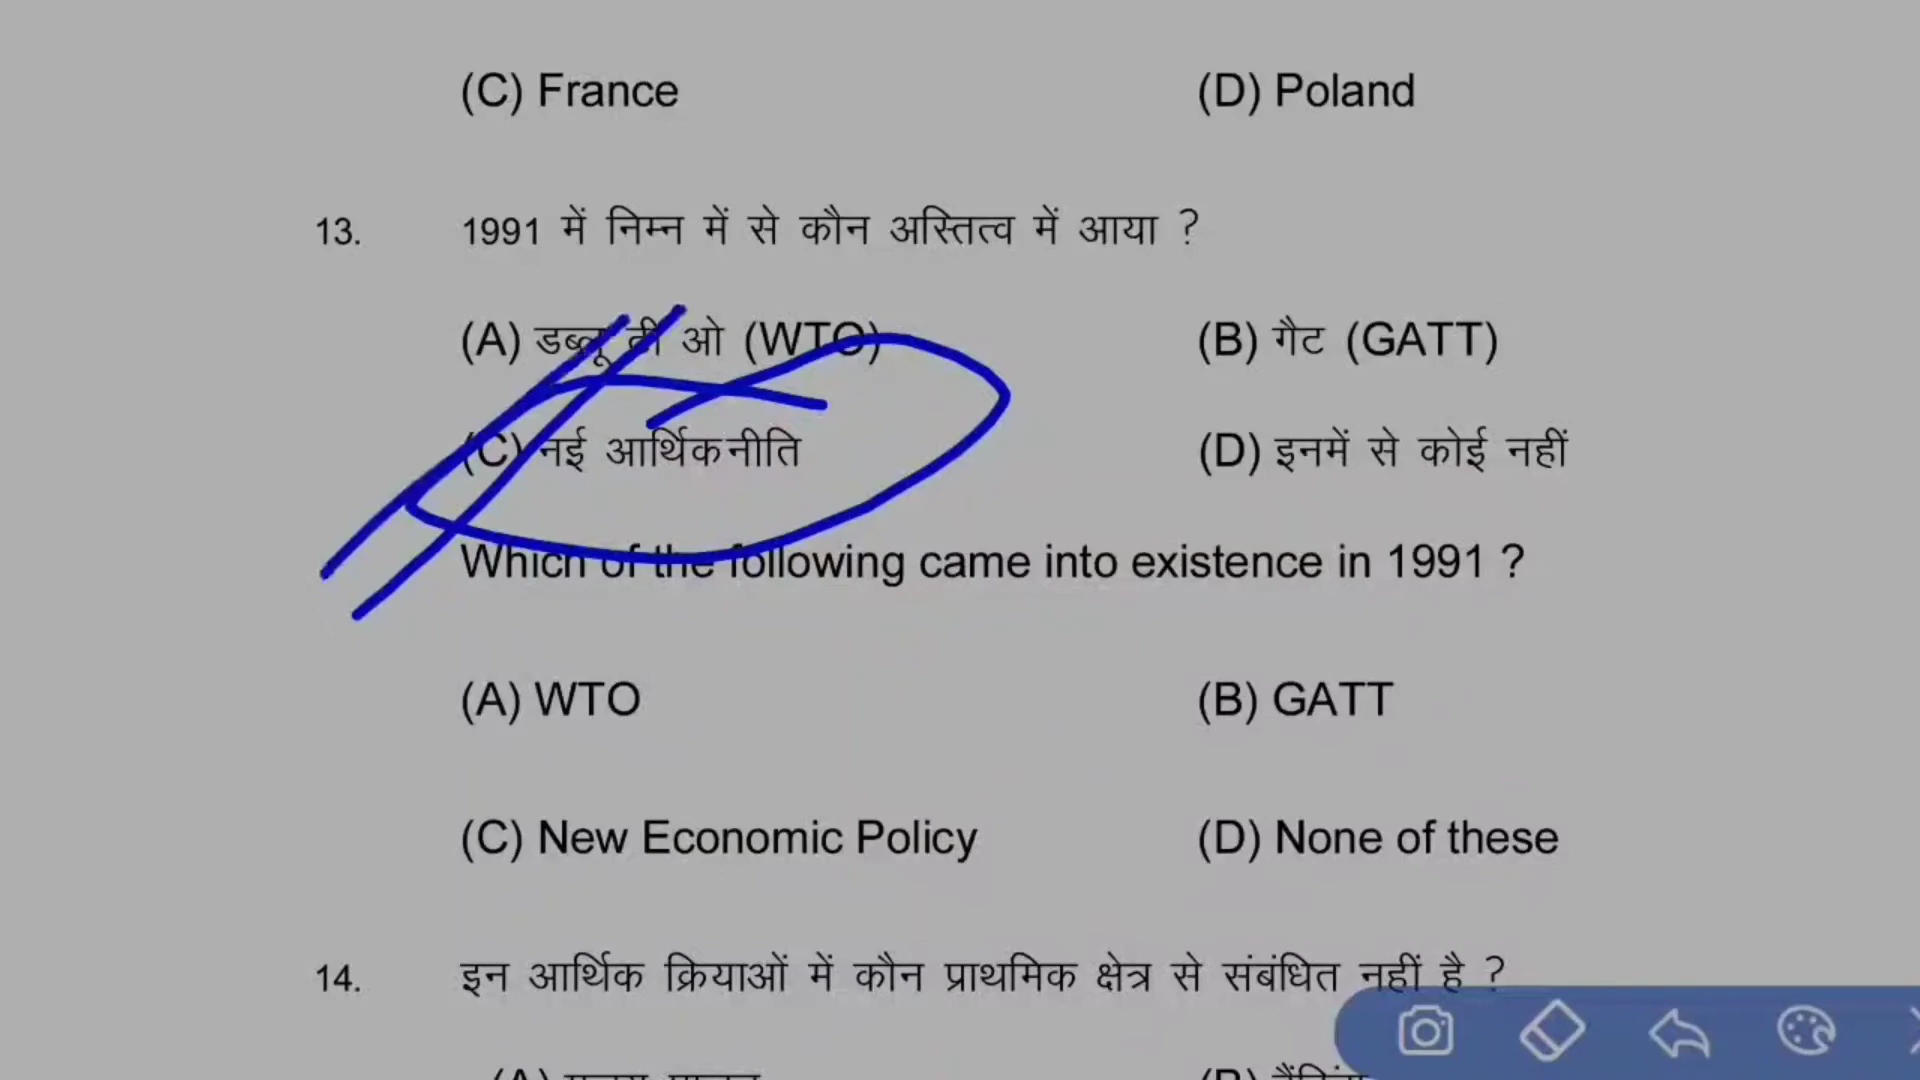 (C) France (D) Poland
13. 1991 में निम्न में से कौन अस्तित्व में आया ?
(A) डब्लू टी ओ (WTO) (B) गैट (GATT)
(C) नई आर्थिक नीति (D) इनमें से कोई नहीं
Which of the following came into existence in 1991 ?
(A) WTO (B) GATT
(C) New Economic Policy (D) None of these
14. इन आर्थिक क्रियाओं में कौन प्राथमिक क्षेत्र से संबंधित नहीं है ?
(A) (B)